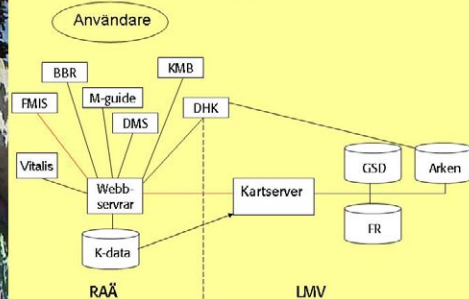 Användare
BBR
KMB
FMIS
M-guide
DHK
DMS
Vitalis
GSD
Arken
Webb-
servrar
Kartserver
FR
K-data
RAÄ
LMV